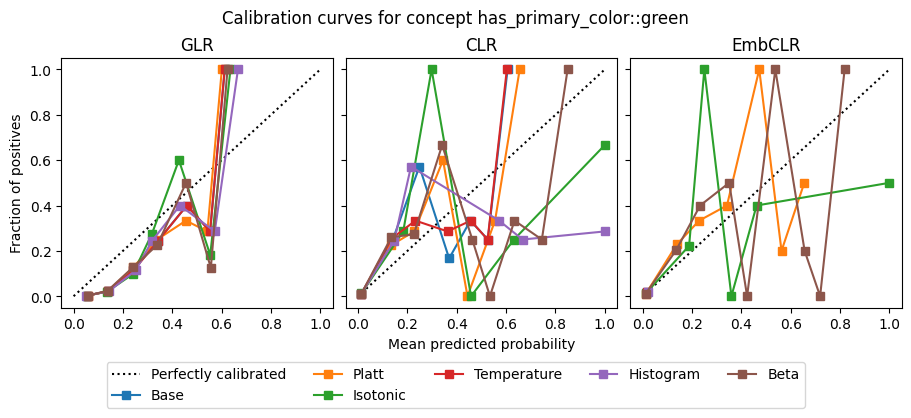 Calibration curves for concept has_primary_color::green
GLR
CLR
EmbCLR
Fraction of positives
1.0
0.8
0.6
0.4
0.2
0.0
0.0 0.2 0.4 0.6 0.8 1.0
0.0 0.2 0.4 0.6 0.8 1.0
0.0 0.2 0.4 0.6 0.8 1.0
Mean predicted probability
Perfectly calibrated
Base
Platt
Isotonic
Temperature
Histogram
Beta